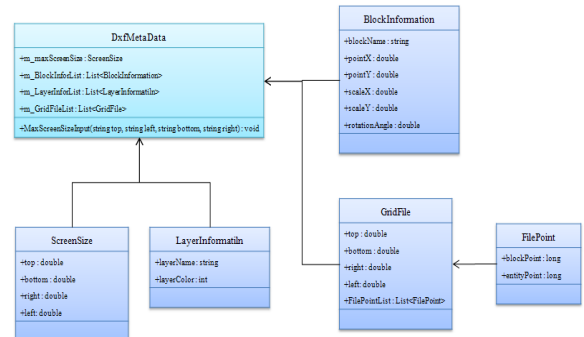 DxfMetaData
+m_maxScreenSize : ScreenSize
+m_BlockInforList : List<BlockInformation>
+m_LayerInforList : List<LayerInformatiln>
+m_GridFileList : List<GridFile>
+MaxScreenSizeInput(string top, string left, string bottom, string right) : void
BlockInformation
+blockName : string
+pointX : double
+pointY : double
+scaleX : double
+scaleY : double
+rotationAngle : double
ScreenSize
+top : double
+bottom : double
+right : double
+left: double
LayerInformatiln
+layerName : string
+layerColor : int
GridFile
+top : double
+bottom : double
+right : double
+left: double
+FilePointList : List<FilePoint>
FilePoint
+blockPoint : long
+entityPoint : long